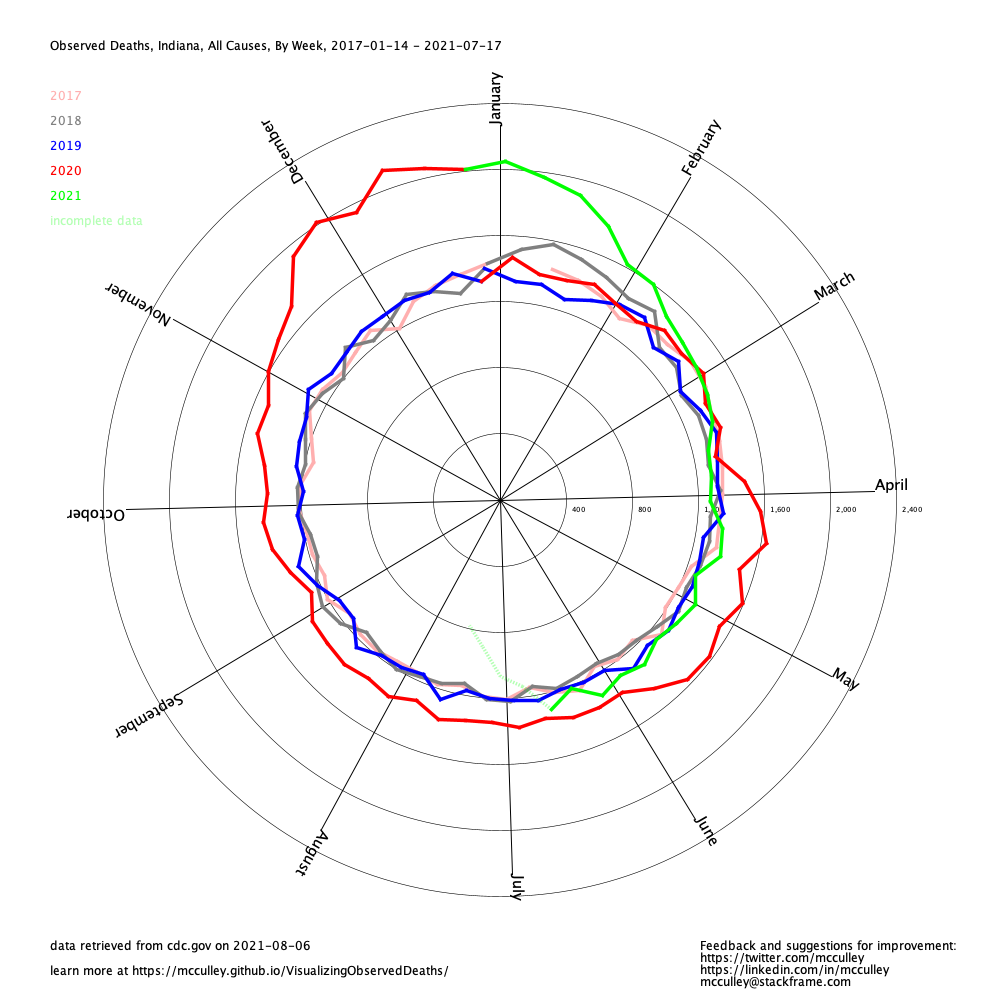 Observed Deaths, Indiana, All Causes, By Week, 2017-01-14 - 2021-07-17
January
2017
2018
2019
2020
2021
incomplete data
December
February
March
November
April
400
800
1,600
2,000
2,400
October
May
September
June
August
July
data retrieved from cdc.gov on 2021-08-06
learn more at https://mcculley.github.io/VisualizingObservedDeaths/
Feedback and suggestions for improvement:
https://twitter.com/mcculley
https://linkedin.com/in/mcculley
mcculley@stackframe.com